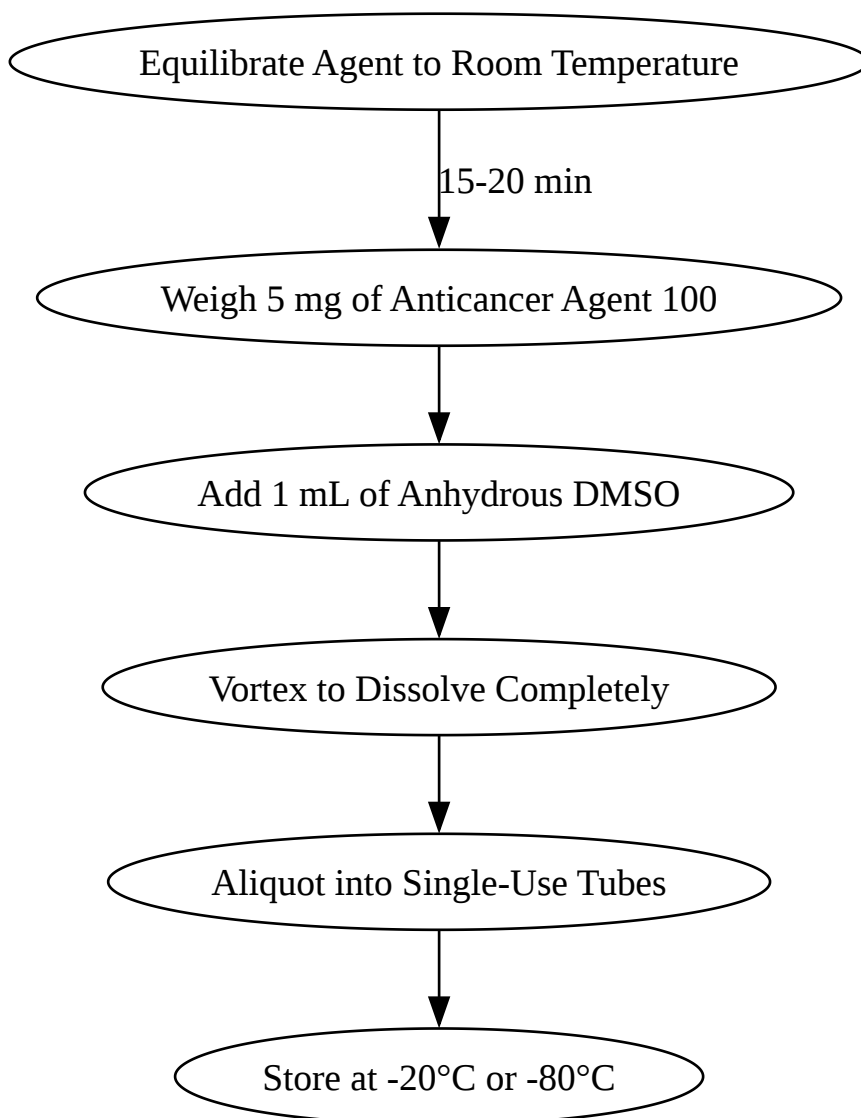 Equilibrate Agent to Room Temperature
15-20 min
Weigh 5 mg of Anticancer Agent 100
Add 1 mL of Anhydrous DMSO
Vortex to Dissolve Completely
Aliquot into Single-Use Tubes
Store at -20°C or -80°C